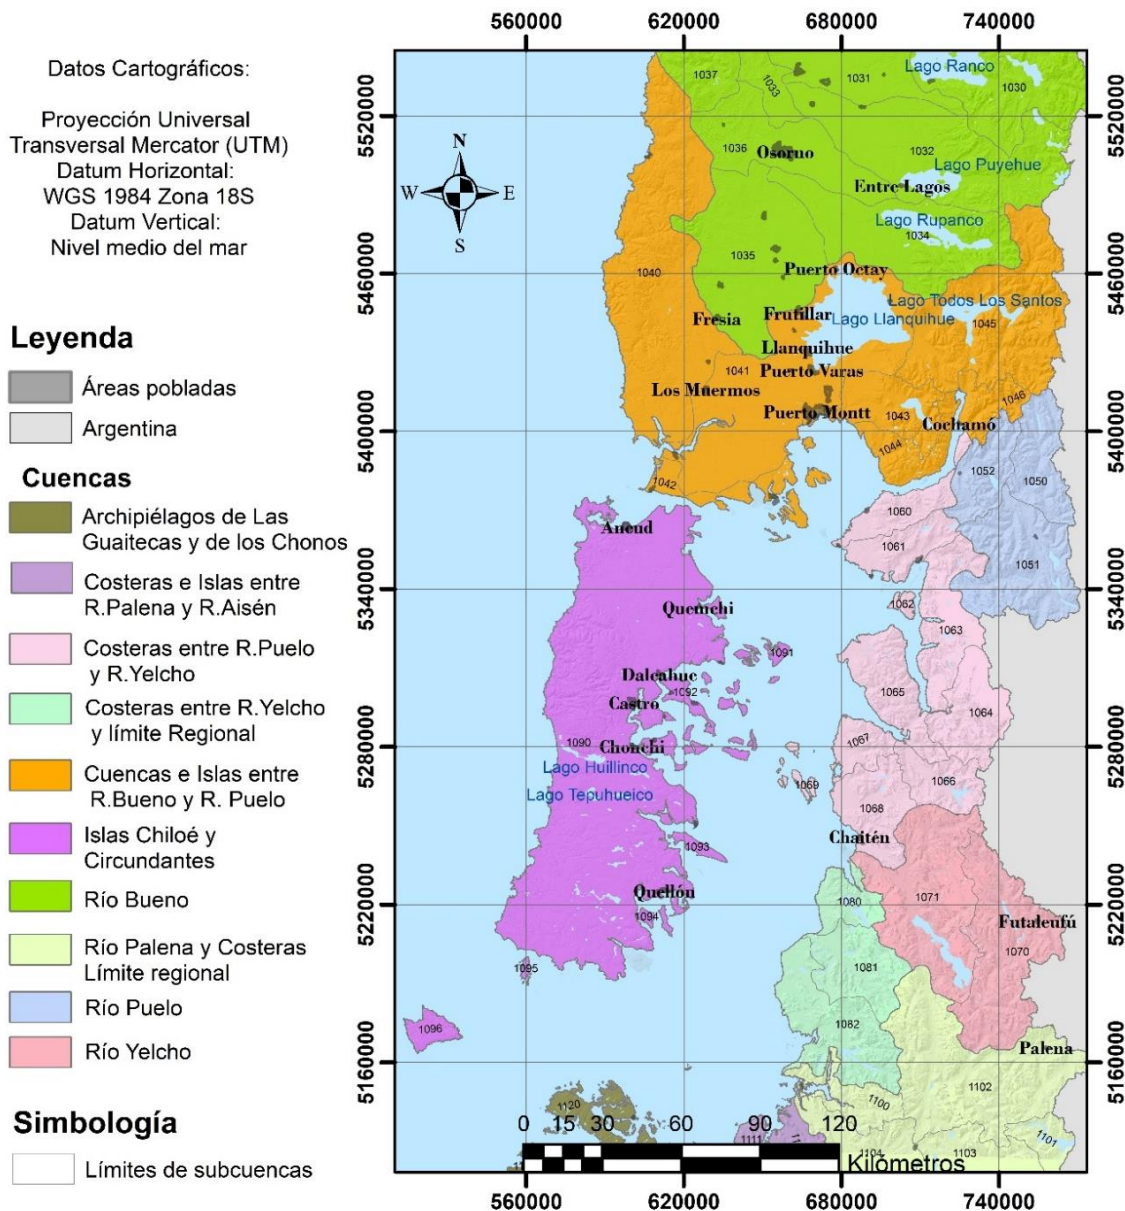 Datos Cartográficos:
Proyección Universal
Transversal Mercator (UTM)
Datum Horizontal:
WGS 1984 Zona 18S
Datum Vertical:
Nivel medio del mar
Leyenda
Áreas pobladas
Argentina
Cuencas
Archipiélagos de Las
Guaitecas y de los Chonos
Costeras e Islas entre
R.Palena y R.Aisén
Costeras entre R.Puelo
y R.Yelcho
Costeras entre R.Yelcho
y límite Regional
Cuencas e Islas entre
R.Bueno y R. Puelo
Islas Chiloé y
Circundantes
Río Bueno
Río Palena y Costeras
Límite regional
Río Puelo
Río Yelcho
Simbología
Límites de subcuencas
560000 620000 680000 740000
5520000
5460000
5400000
5340000
5280000
5220000
5160000
N
W E
S
1037
1033
1031
Lago Ranco
1030
1036
Osorno
1032
Lago Puyehue
Entre Lagos
Lago Rupanco
1034
1040
1035
Puerto Octay
Lago Todos Los Santos
Fresia
Frutillar
Lago Llanquihue
1045
Llanquihue
1041
Puerto Varas
Los Muermos
1046
Puerto Montt
1043
Cochamó
1044
1042
1052
1050
1060
Ancud
1061
1051
Quemchi
1062
1063
1091
Dalcahue
1092
1065
Castro
1064
1090
Chonchi
1067
Lago Huillinco
1066
1069
Lago Tepuhueico
1068
Chaitén
1093
Quellón
1071
1080
1094
Futaleufú
1070
1095
1081
1096
1082
Palena
1102
1120
1100
1101
1111
1104
1103
0 15 30 60 90 120
Kilómetros
560000 620000 680000 740000